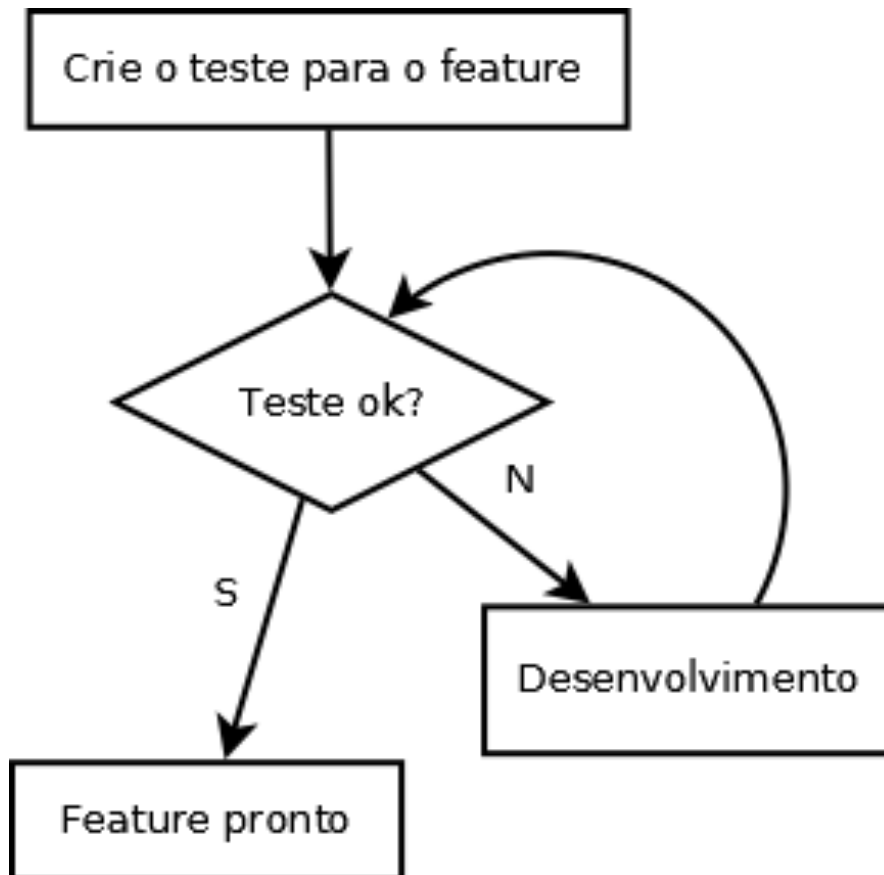 Crie o teste para o feature
Teste ok?
N
S
Desenvolvimento
Feature pronto